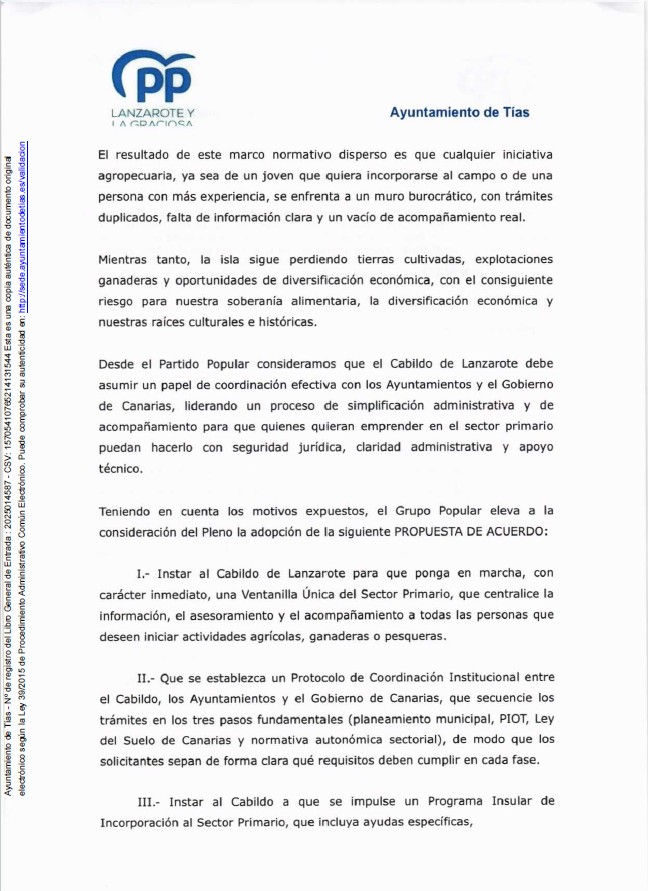 PP
LANZAROTE Y
LA GRACIOSA
Ayuntamiento de Tías
El resultado de este marco normativo disperso es que cualquier iniciativa
agropecuaria, ya sea de un joven que quiera incorporarse al campo o de una
persona con más experiencia, se enfrenta a un muro burocrático, con trámites
duplicados, falta de información clara y un vacío de acompañamiento real.
Mientras tanto, la isla sigue perdiendo tierras cultivadas, explotaciones
ganaderas y oportunidades de diversificación económica, con el consiguiente
riesgo para nuestra soberanía alimentaria, la diversificación económica y
nuestras raíces culturales e históricas.
Desde el Partido Popular consideramos que el Cabildo de Lanzarote debe
asumir un papel de coordinación efectiva con los Ayuntamientos y el Gobierno
de Canarias, liderando un proceso de simplificación administrativa y de
acompañamiento para que quienes quieran emprender en el sector primario
puedan hacerlo con seguridad jurídica, claridad administrativa y apoyo
técnico.
Teniendo en cuenta los motivos expuestos, el Grupo Popular eleva a la
consideración del Pleno la adopción de la siguiente PROPUESTA DE ACUERDO:
I.- Instar al Cabildo de Lanzarote para que ponga en marcha, con
carácter inmediato, una Ventanilla Única del Sector Primario, que centralice la
información, el asesoramiento y el acompañamiento a todas las personas que
deseen iniciar actividades agrícolas, ganaderas o pesqueras.
II.- Que se establezca un Protocolo de Coordinación Institucional entre
el Cabildo, los Ayuntamientos y el Gobierno de Canarias, que secuencie los
trámites en los tres pasos fundamentales (planeamiento municipal, PIOT, Ley
del Suelo de Canarias y normativa autonómica sectorial), de modo que los
solicitantes sepan de forma clara qué requisitos deben cumplir en cada fase.
III.- Instar al Cabildo a que se impulse un Programa Insular de
Incorporación al Sector Primario, que incluya ayudas específicas,
Ayuntamiento de Tías - Nº de registro del Libro General de Entrada : 2025014587 - CSV: 15705410765214131544 Esta es una copia auténtica de documento original
electrónico según la Ley 39/2015 de Procedimiento Administrativo Común Electrónico. Puede comprobar su autenticidad en: http://sede.ayuntamientodetias.es/validacion